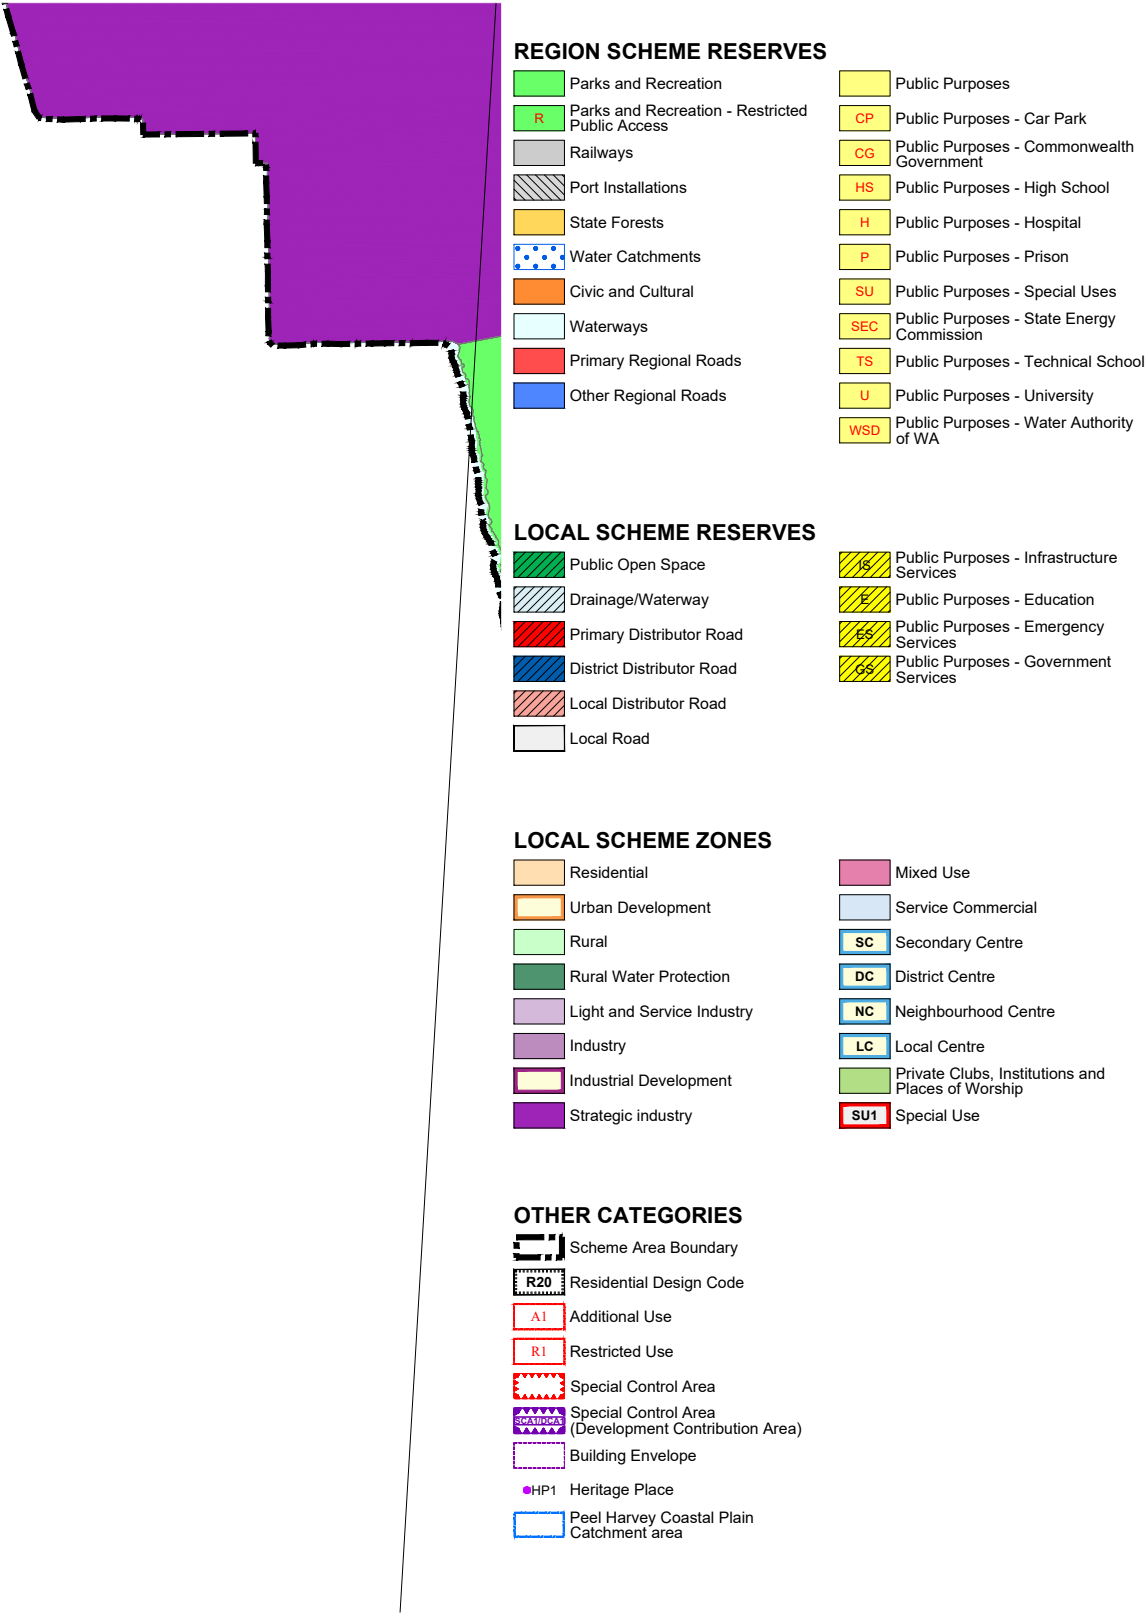 REGION SCHEME RESERVES
Parks and Recreation
R Parks and Recreation - Restricted
Public Access
Railways
Port Installations
State Forests
Water Catchments
Civic and Cultural
Waterways
Primary Regional Roads
Other Regional Roads
Public Purposes
CP Public Purposes - Car Park
CG Public Purposes - Commonwealth
Government
HS Public Purposes - High School
H Public Purposes - Hospital
P Public Purposes - Prison
SU Public Purposes - Special Uses
SEC Public Purposes - State Energy
Commission
TS Public Purposes - Technical School
U Public Purposes - University
WSD Public Purposes - Water Authority
of WA
LOCAL SCHEME RESERVES
Public Open Space
Drainage/Waterway
Primary Distributor Road
District Distributor Road
Local Distributor Road
Local Road
IS Public Purposes - Infrastructure
Services
E Public Purposes - Education
ES Public Purposes - Emergency
Services
GS Public Purposes - Government
Services
LOCAL SCHEME ZONES
Residential
Urban Development
Rural
Rural Water Protection
Light and Service Industry
Industry
Industrial Development
Strategic industry
Mixed Use
Service Commercial
SC Secondary Centre
DC District Centre
NC Neighbourhood Centre
LC Local Centre
Private Clubs, Institutions and
Places of Worship
SU1 Special Use
OTHER CATEGORIES
Scheme Area Boundary
R20 Residential Design Code
A1 Additional Use
R1 Restricted Use
Special Control Area
SCA1/DCA1 Special Control Area
(Development Contribution Area)
Building Envelope
HP1 Heritage Place
Peel Harvey Coastal Plain
Catchment area